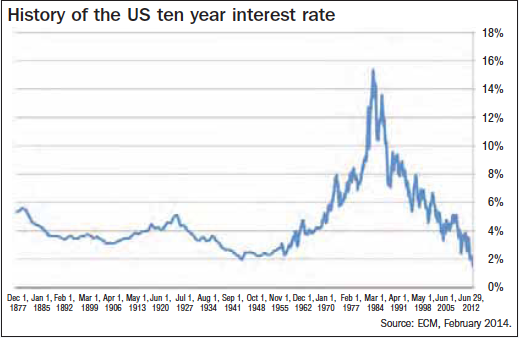 History of the US ten year interest rate
18%
16%
14%
12%
10%
8%
6%
4%
2%
0%
Dec 1, Jan 1, Feb 1, Mar 1, Apr 1, May 1, Jun 1, Jul 1, Aug 1, Sep 1, Oct 1, Nov 1, Dec 1, Jan 1, Feb 1, Mar 1, Apr 1, May 1, Jun 1, Jun 29,
1877 1885 1892 1899 1906 1913 1920 1927 1934 1941 1948 1955 1962 1970 1977 1984 1991 1998 2005 2012
Source: ECM, February 2014.